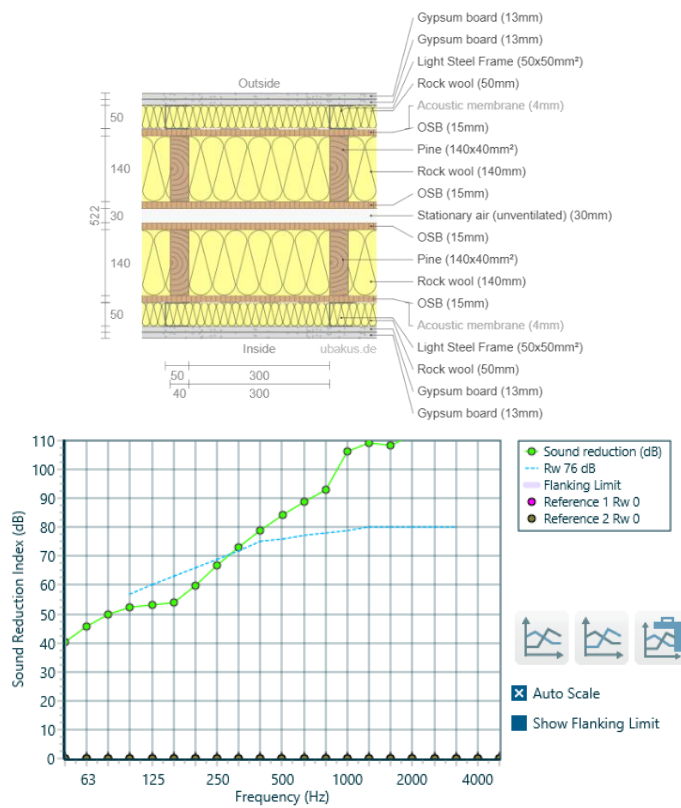 Gypsum board (13mm)
Gypsum board (13mm)
Light Steel Frame (50x50mm²)
Outside
Rock wool (50mm)
Acoustic membrane (4mm)
50
OSB (15mm)
Pine (140x40mm²)
140
Rock wool (140mm)
OSB (15mm)
522
30
Stationary air (unventilated) (30mm)
OSB (15mm)
Pine (140x40mm²)
140
Rock wool (140mm)
OSB (15mm)
50
Acoustic membrane (4mm)
Inside
ubakus.de
Light Steel Frame (50x50mm²)
Rock wool (50mm)
50 300
40 300
Gypsum board (13mm)
Gypsum board (13mm)
110
100
90
80
70
60
50
40
30
20
10
0
Sound Reduction Index (dB)
63 125 250 500 1000 2000 4000
Frequency (Hz)
Sound reduction (dB)
Rw 76 dB
Flanking Limit
Reference 1 Rw 0
Reference 2 Rw 0
Auto Scale
Show Flanking Limit